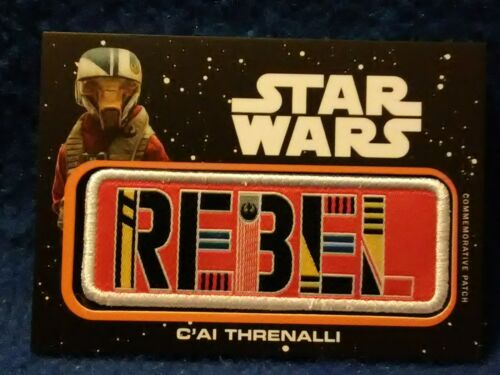 STAR
WARS
REBEL
COMMEMORATIVE PATCH
C'AI THRENALLI